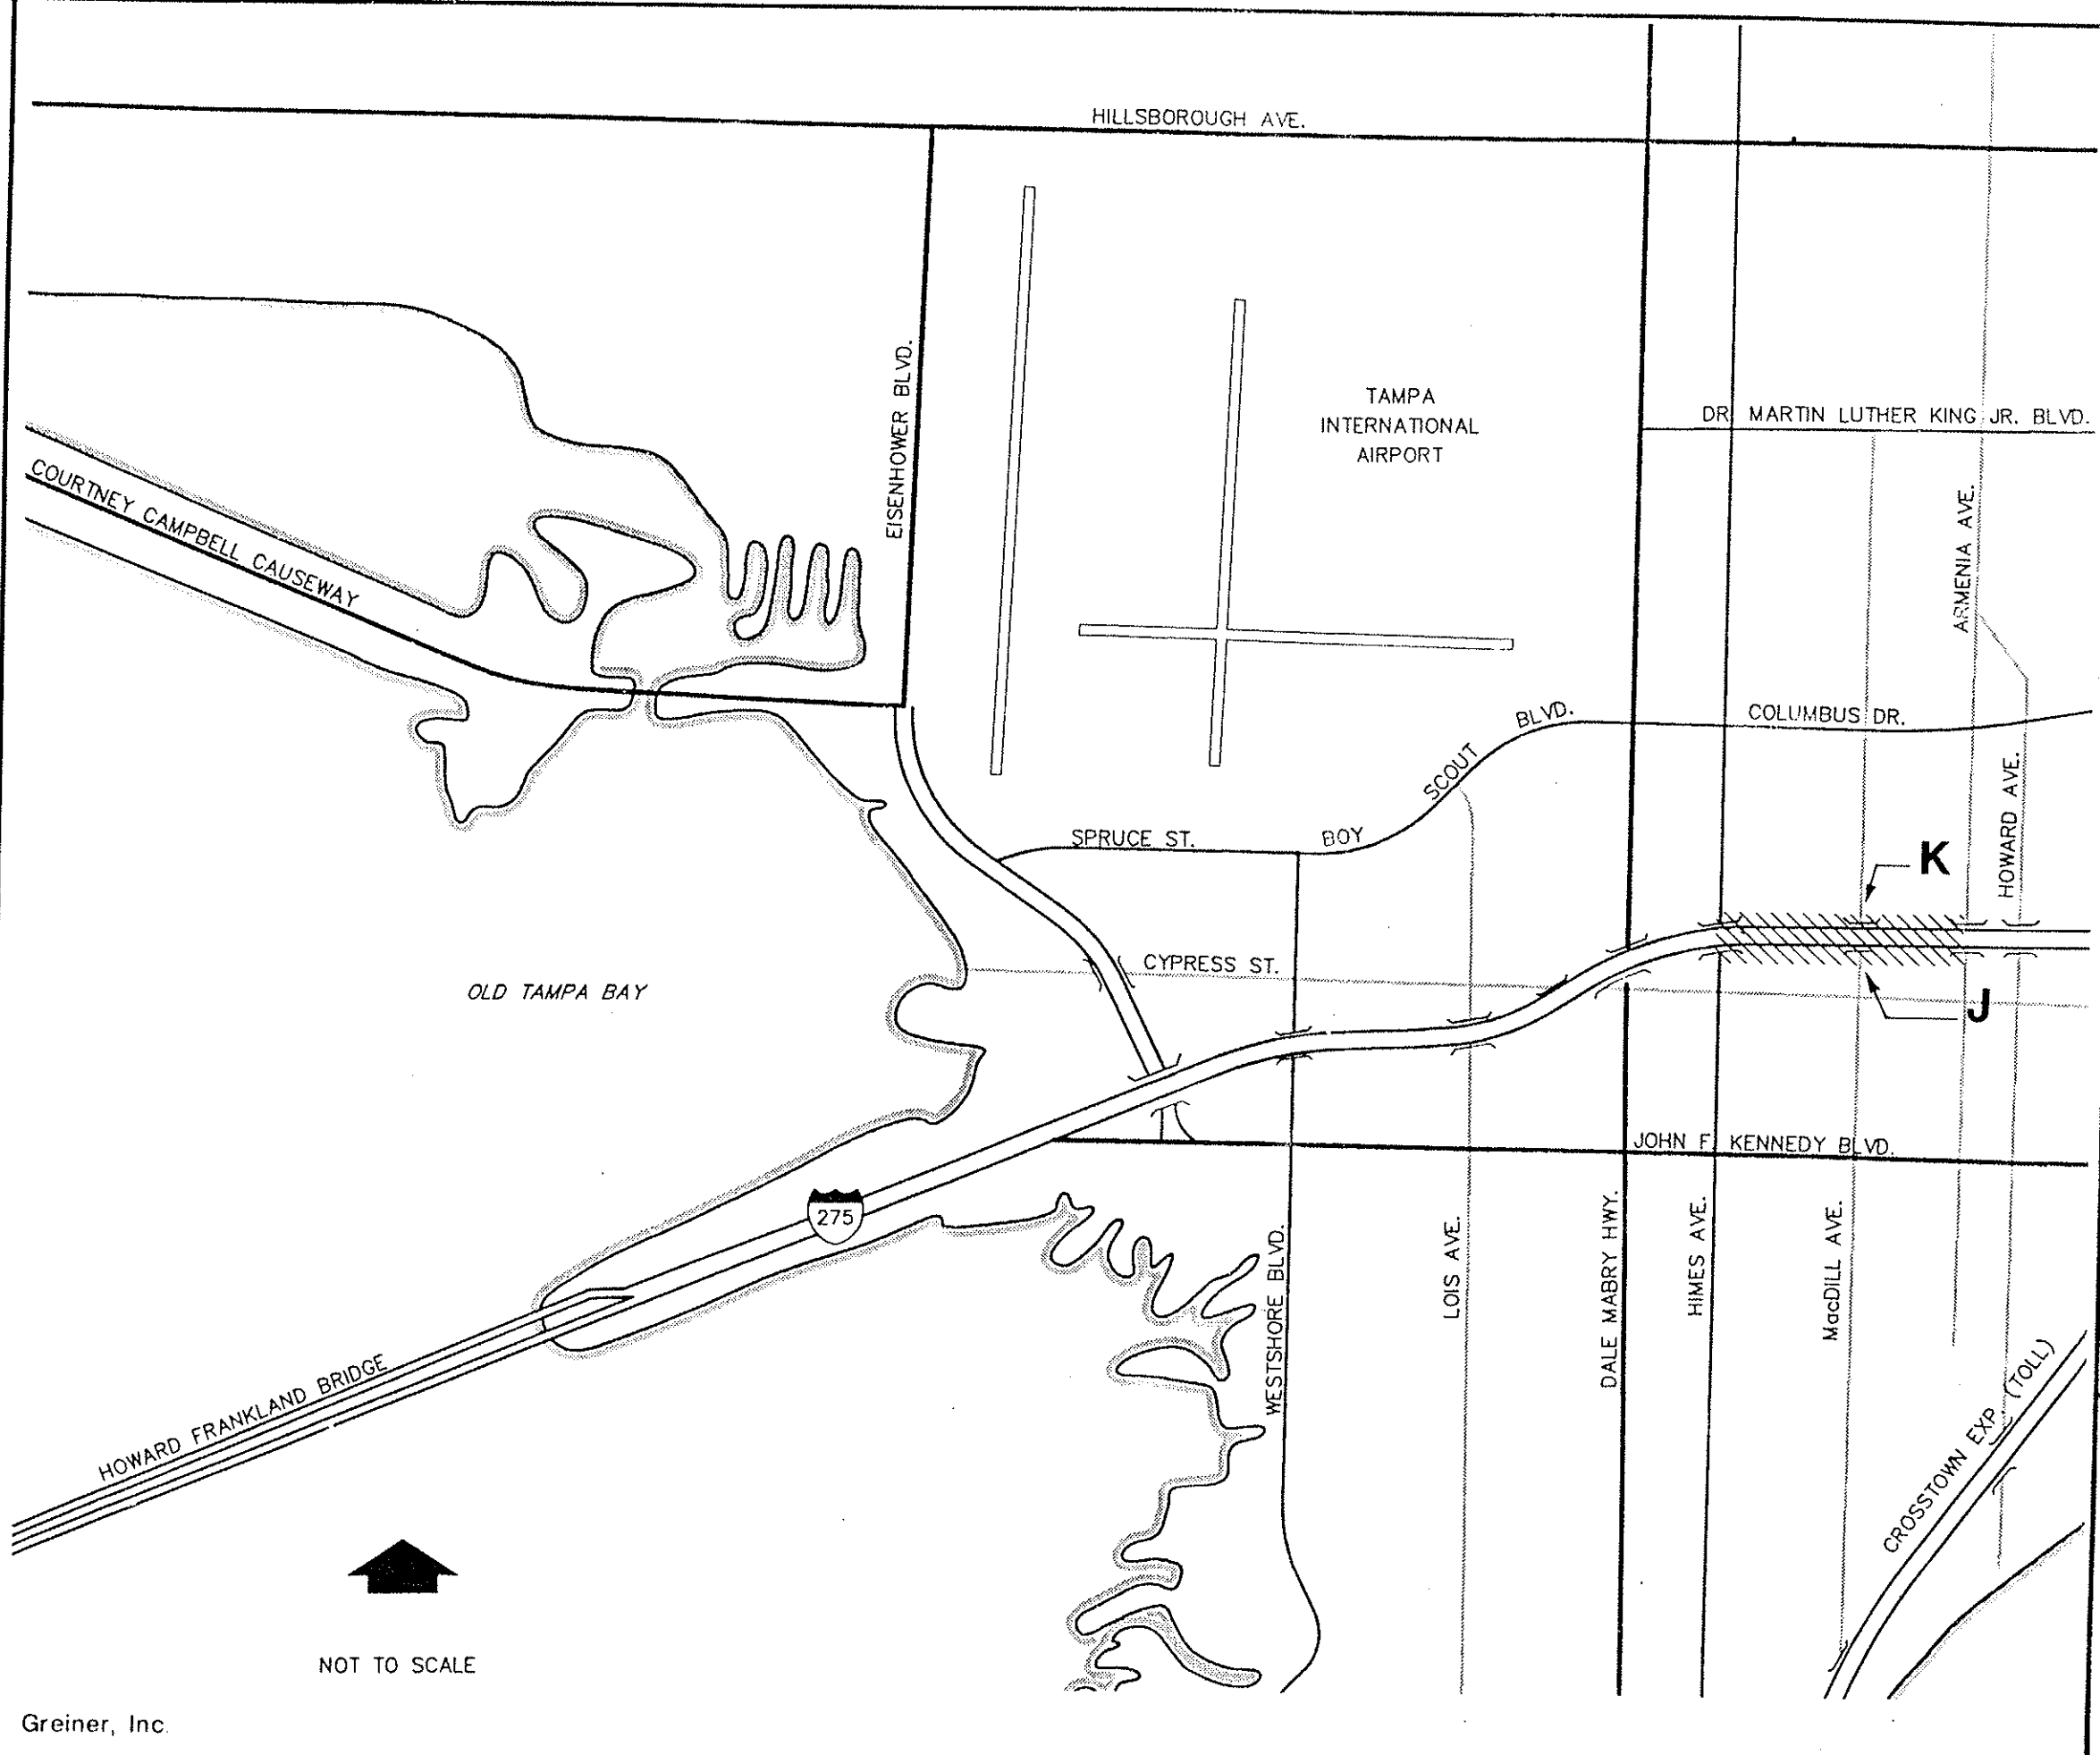 HILLSBOROUGH AVE.
EISENHOWER BLVD.
TAMPA
INTERNATIONAL
AIRPORT
DR. MARTIN LUTHER KING JR. BLVD.
COURTNEY CAMPBELL CAUSEWAY
ARMENIA AVE.
BOY SCOUT BLVD.
COLUMBUS DR.
HOWARD AVE.
SPRUCE ST.
K
CYPRESS ST.
OLD TAMPA BAY
J
JOHN F. KENNEDY BLVD.
275
WESTSHORE BLVD.
LOIS AVE.
DALE MABRY HWY.
HIMES AVE.
MacDILL AVE.
HOWARD FRANKLAND BRIDGE
CROSSTOWN EXP. (TOLL)
NOT TO SCALE
Greiner, Inc.